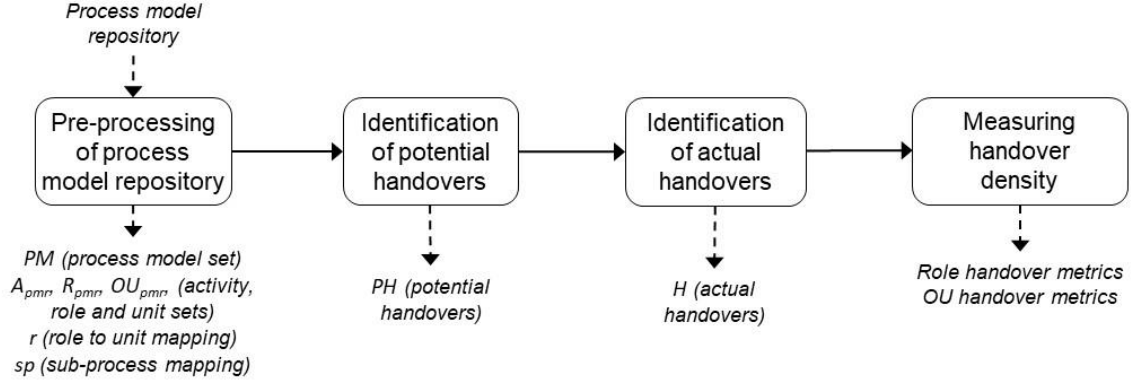 Process model
repository
Pre-processing
of process
model repository
Identification
of potential
handovers
Identification
of actual
handovers
Measuring
handover
density
PM (process model set)
A_pmr, R_pmr, OU_pmr, (activity,
role and unit sets)
r (role to unit mapping)
sp (sub-process mapping)
PH (potential
handovers)
H (actual
handovers)
Role handover metrics
OU handover metrics